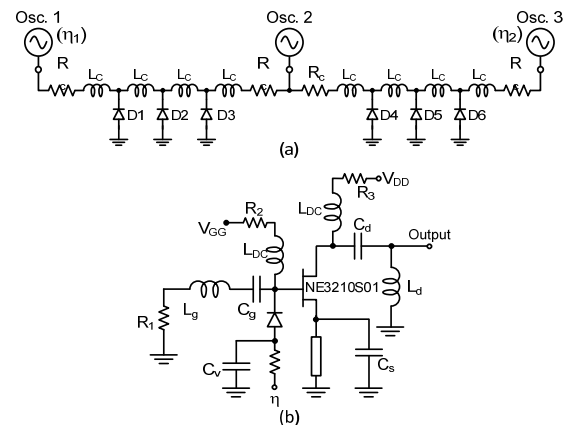 Osc. 1 Osc. 2 Osc. 3
(η1) (η2)
R LC LC LC LC Rc LC LC LC LC R
D1 D2 D3 D4 D5 D6
(a)
VDD
R3
R2 LDC Cd
VGG Output
LDC
NE3210S01 Ld
Lg Cg
R1
Cv Cs
η
(b)